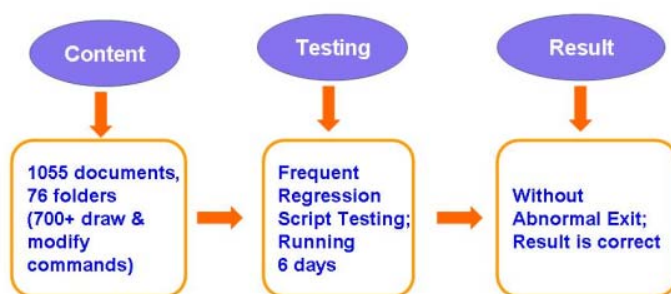 Content
Testing
Result
1055 documents,
76 folders
(700+ draw &
modify
commands)
Frequent
Regression
Script Testing;
Running
6 days
Without
Abnormal Exit;
Result is correct